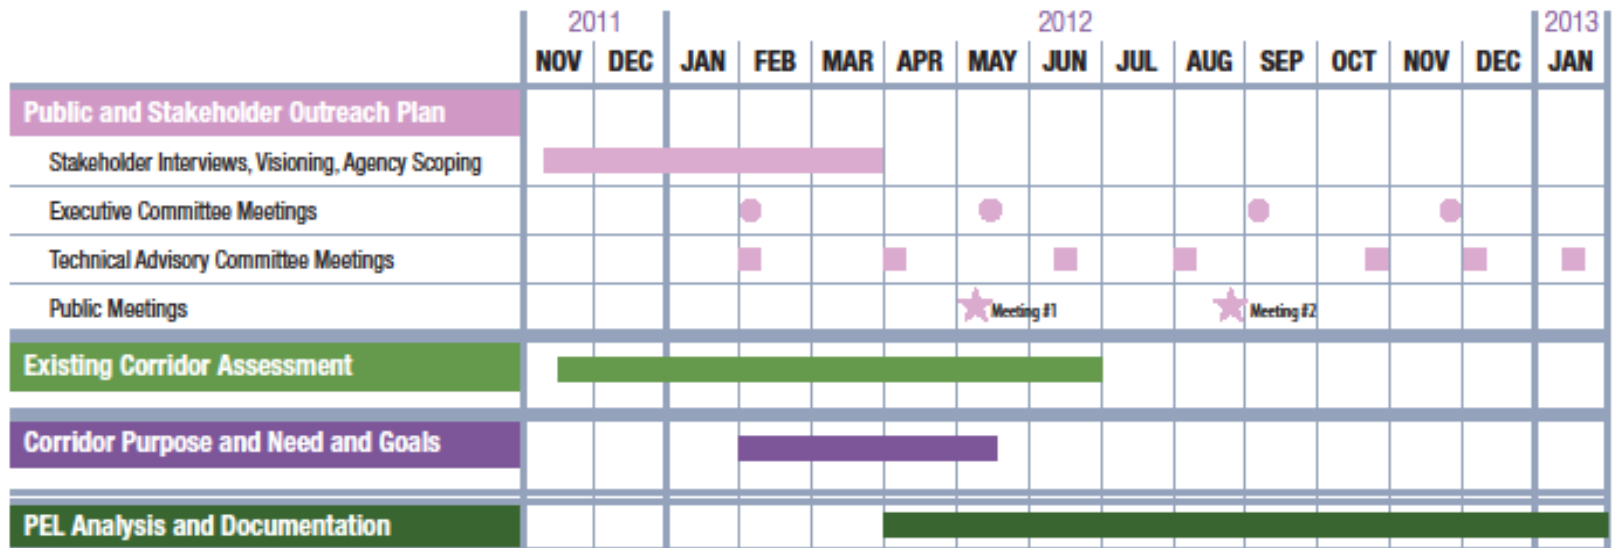 2011 2012 2013
NOV DEC JAN FEB MAR APR MAY JUN JUL AUG SEP OCT NOV DEC JAN
Public and Stakeholder Outreach Plan
Stakeholder Interviews, Visioning, Agency Scoping
Executive Committee Meetings
Technical Advisory Committee Meetings
Public Meetings Meeting #1 Meeting #2
Existing Corridor Assessment
Corridor Purpose and Need and Goals
PEL Analysis and Documentation